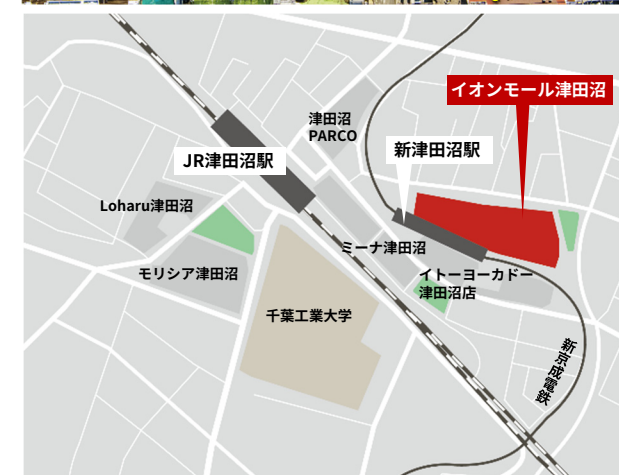 イオンモール津田沼
津田沼
PARCO
新津田沼駅
JR津田沼駅
Loharu津田沼
ミーナ津田沼
モリシア津田沼
イトーヨーカドー
津田沼店
千葉工業大学
新京成電鉄